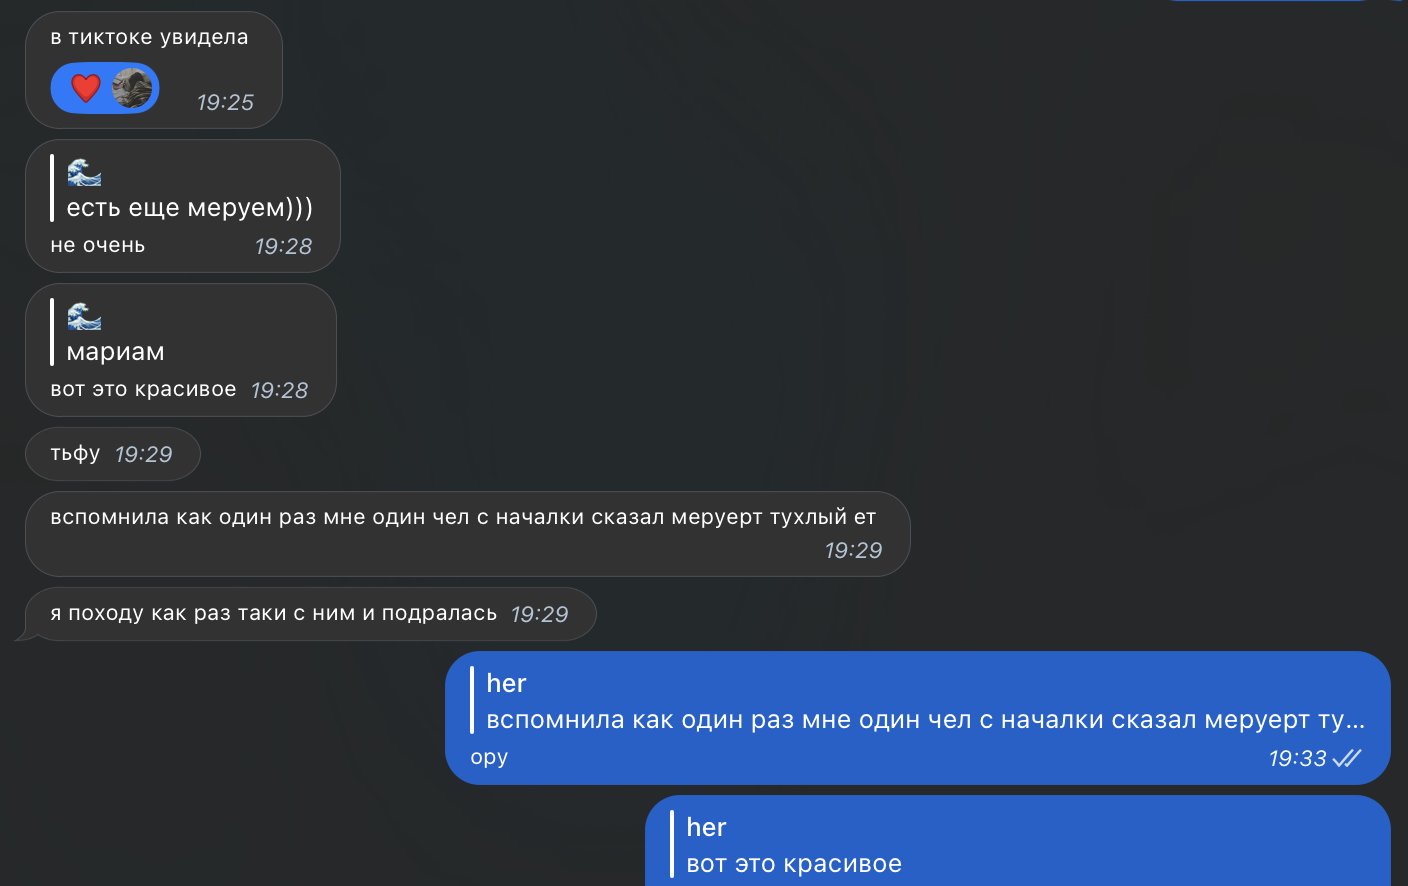 в тиктоке увидела
19:25
есть еще меруем)))
не очень 19:28
мариам
вот это красивое 19:28
тьфу 19:29
вспомнила как один раз мне один чел с началки сказал меруерт тухлый ет
19:29
я походу как раз таки с ним и подралась 19:29
her
вспомнила как один раз мне один чел с началки сказал меруерт ту...
ору 19:33
her
вот это красивое